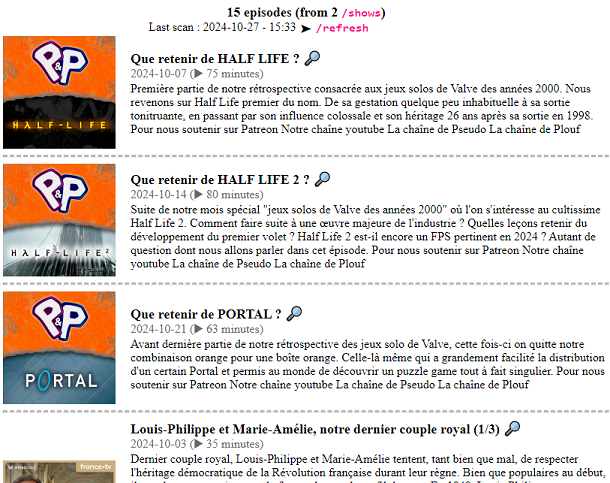 15 episodes (from 2 /shows)
Last scan : 2024-10-27 - 15:33 ➤ /refresh
P&P
HALF-LIFE
Que retenir de HALF LIFE ? 🔎
2024-10-07 (▶ 75 minutes)
Première partie de notre rétrospective consacrée aux jeux solos de Valve des années 2000. Nous
revenons sur Half Life premier du nom. De sa gestation quelque peu inhabituelle à sa sortie
tonitruante, en passant par son influence colossale et son héritage 26 ans après sa sortie en 1998.
Pour nous soutenir sur Patreon Notre chaîne youtube La chaîne de Pseudo La chaîne de Plouf
P&P
HALF-LIFE²
Que retenir de HALF LIFE 2 ? 🔎
2024-10-14 (▶ 80 minutes)
Suite de notre mois spécial "jeux solos de Valve des années 2000" où l'on s'intéresse au cultissime
Half Life 2. Comment faire suite à une œuvre majeure de l'industrie ? Quelles leçons retenir du
développement du premier volet ? Half Life 2 est-il encore un FPS pertinent en 2024 ? Autant de
question dont nous allons parler dans cet épisode. Pour nous soutenir sur Patreon Notre chaîne
youtube La chaîne de Pseudo La chaîne de Plouf
P&P
PORTAL
Que retenir de PORTAL ? 🔎
2024-10-21 (▶ 63 minutes)
Avant dernière partie de notre rétrospective des jeux solo de Valve, cette fois-ci on quitte notre
combinaison orange pour une boîte orange. Celle-là même qui a grandement facilité la distribution
d'un certain Portal et permis au monde de découvrir un puzzle game tout à fait singulier. Pour nous
soutenir sur Patreon Notre chaîne youtube La chaîne de Pseudo La chaîne de Plouf
Louis-Philippe et Marie-Amélie, notre dernier couple royal (1/3) 🔎
2024-10-03 (▶ 35 minutes)
france•tv
Dernier couple royal, Louis-Philippe et Marie-Amélie tentent, tant bien que mal, de respecter
l'héritage démocratique de la Révolution française durant leur règne. Bien que populaires au début,